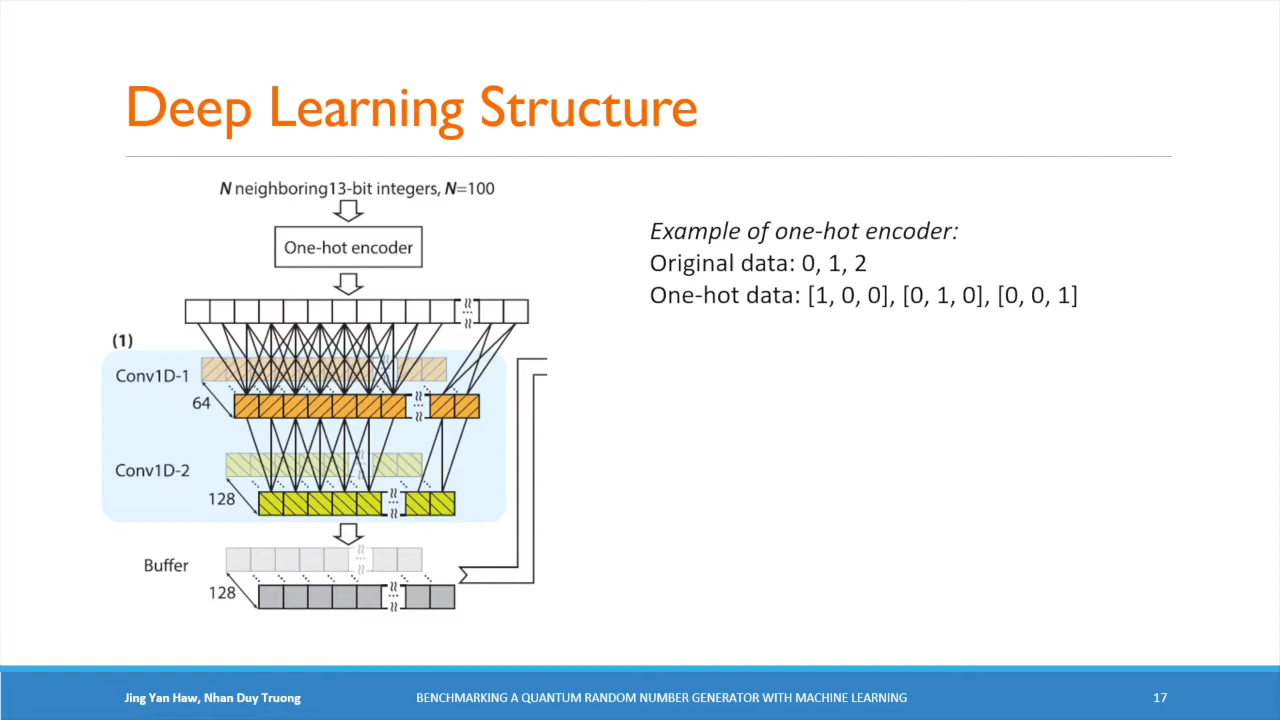 Deep Learning Structure
N neighboring13-bit integers, N=100
One-hot encoder
Example of one-hot encoder:
Original data: 0, 1, 2
One-hot data: [1, 0, 0], [0, 1, 0], [0, 0, 1]
(1)
Conv1D-1
64
Conv1D-2
128
Buffer
128
Jing Yan Haw, Nhan Duy Truong
BENCHMARKING A QUANTUM RANDOM NUMBER GENERATOR WITH MACHINE LEARNING
17